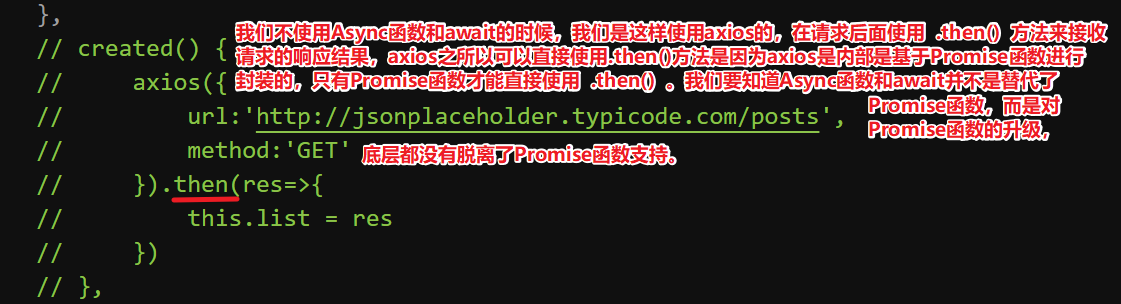 },
// created() { 我们不使用Async函数和await的时候，我们是这样使用axios的，在请求后面使用 .then() 方法来接收
请求的响应结果，axios之所以可以直接使用.then()方法是因为axios是内部是基于Promise函数进行
// axios({ 封装的，只有Promise函数才能直接使用 .then() 。我们要知道Async函数和await并不是替代了
// url:'http://jsonplaceholder.typicode.com/posts', Promise函数，而是对
Promise函数的升级，
// method:'GET' 底层都没有脱离了Promise函数支持。
// }).then(res=>{
// this.list = res
// })
// },